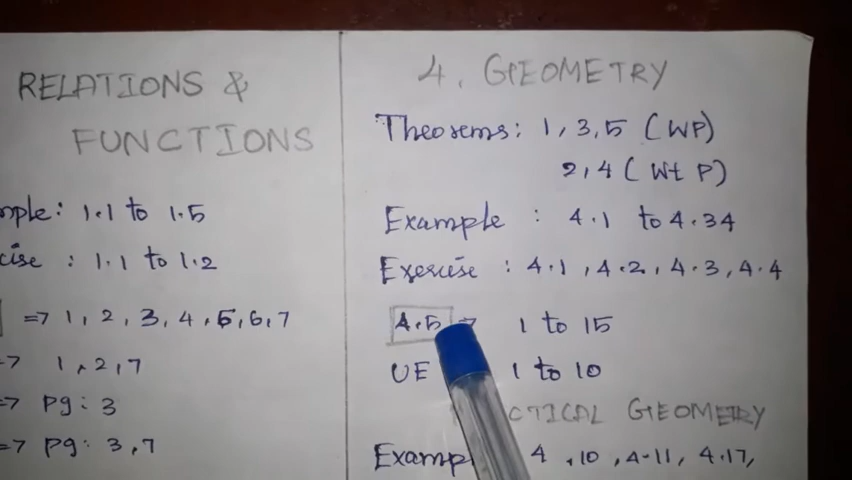 RELATIONS &
FUNCTIONS
mple: 1.1 to 1.5
cise : 1.1 to 1.2
=> 1, 2, 3, 4, 5, 6, 7
=> 1, 2, 7
=> Pg: 3
=> Pg: 3, 7
4. GEOMETRY
Theorems: 1, 3, 5 (WP)
2, 4 (Wt P)
Example : 4.1 to 4.34
Exercise : 4.1, 4.2, 4.3, 4.4
4.5 => 1 to 15
UE 1 to 10
CTICAL GEOMETRY
Examp 4 .10, 4.11, 4.17,